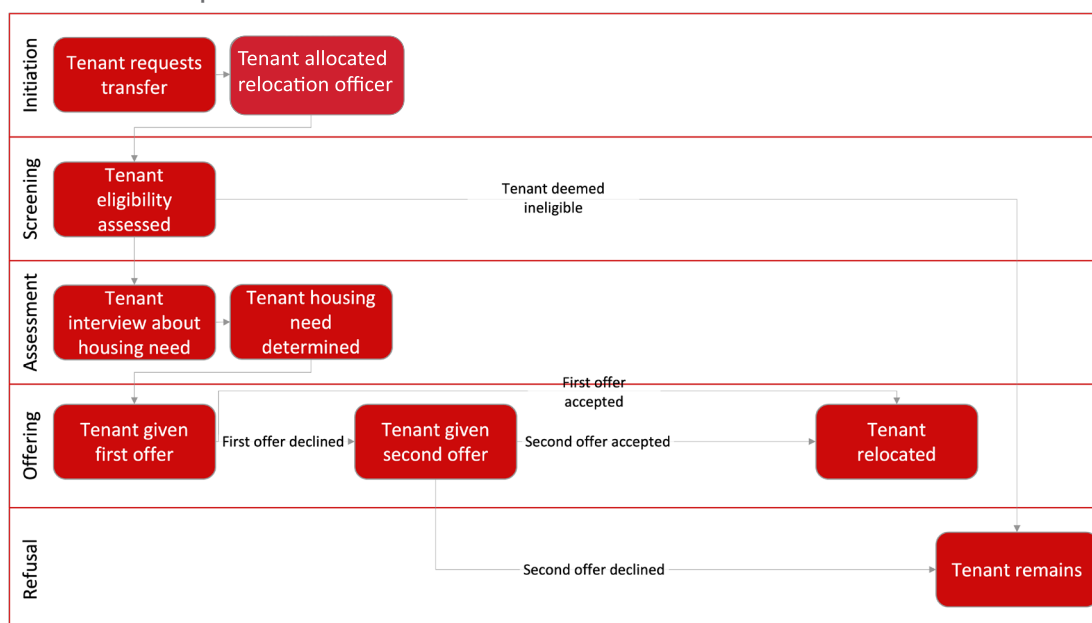 Initiation
Tenant requests
transfer
Tenant allocated
relocation officer
Screening
Tenant
eligibility
assessed
Tenant deemed
ineligible
Assessment
Tenant
interview about
housing need
Tenant housing
need
determined
Offering
First offer
accepted
Tenant given
first offer
First offer declined
Tenant given
second offer
Second offer accepted
Tenant
relocated
Refusal
Second offer declined
Tenant remains